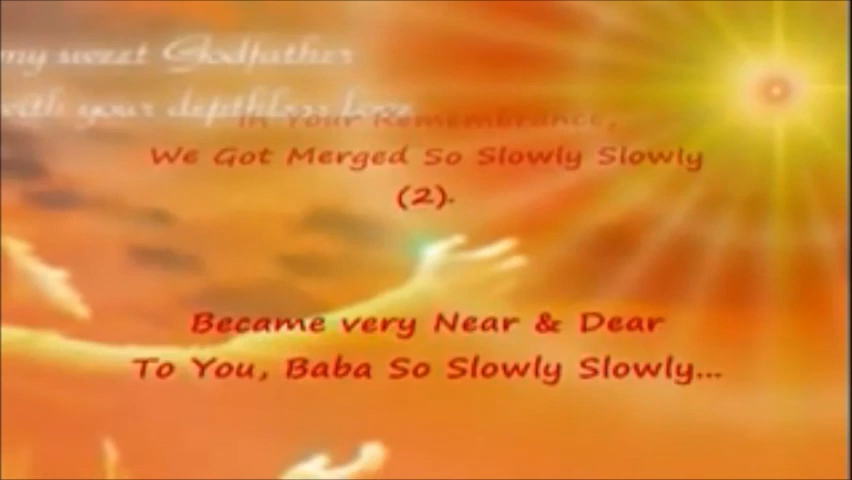 my sweet Godfather
with your depthless love
In Your Remembrance,
We Got Merged So Slowly Slowly
(2).
Became very Near & Dear
To You, Baba So Slowly Slowly...